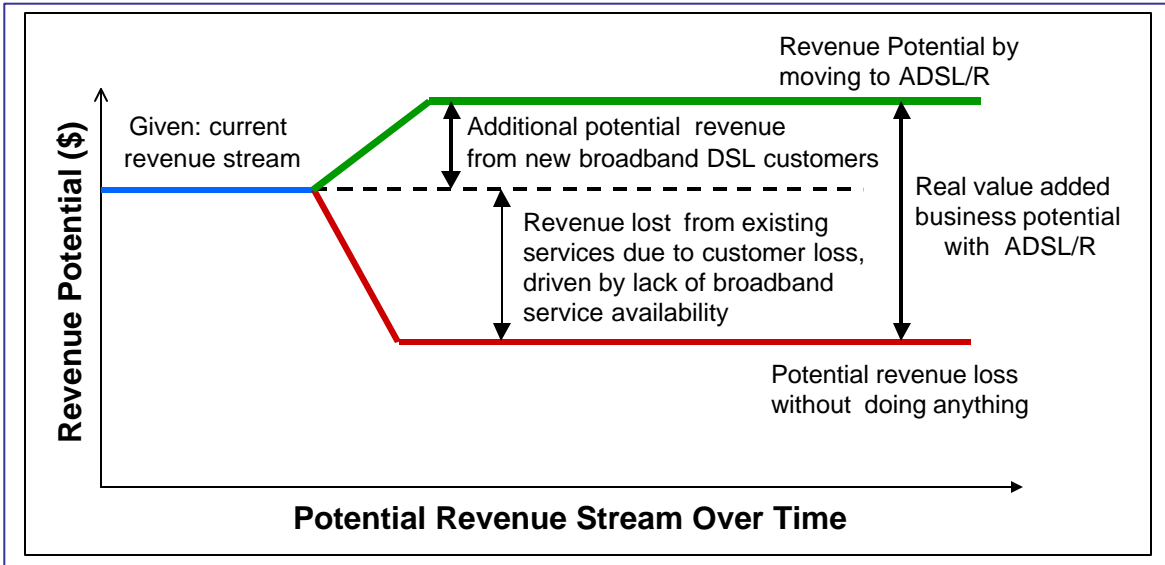 Revenue Potential by
moving to ADSL/R
Given: current
revenue stream
Additional potential revenue
from new broadband DSL customers
Revenue lost from existing
services due to customer loss,
driven by lack of broadband
service availability
Real value added
business potential
with ADSL/R
Potential revenue loss
without doing anything
Revenue Potential ($)
Potential Revenue Stream Over Time